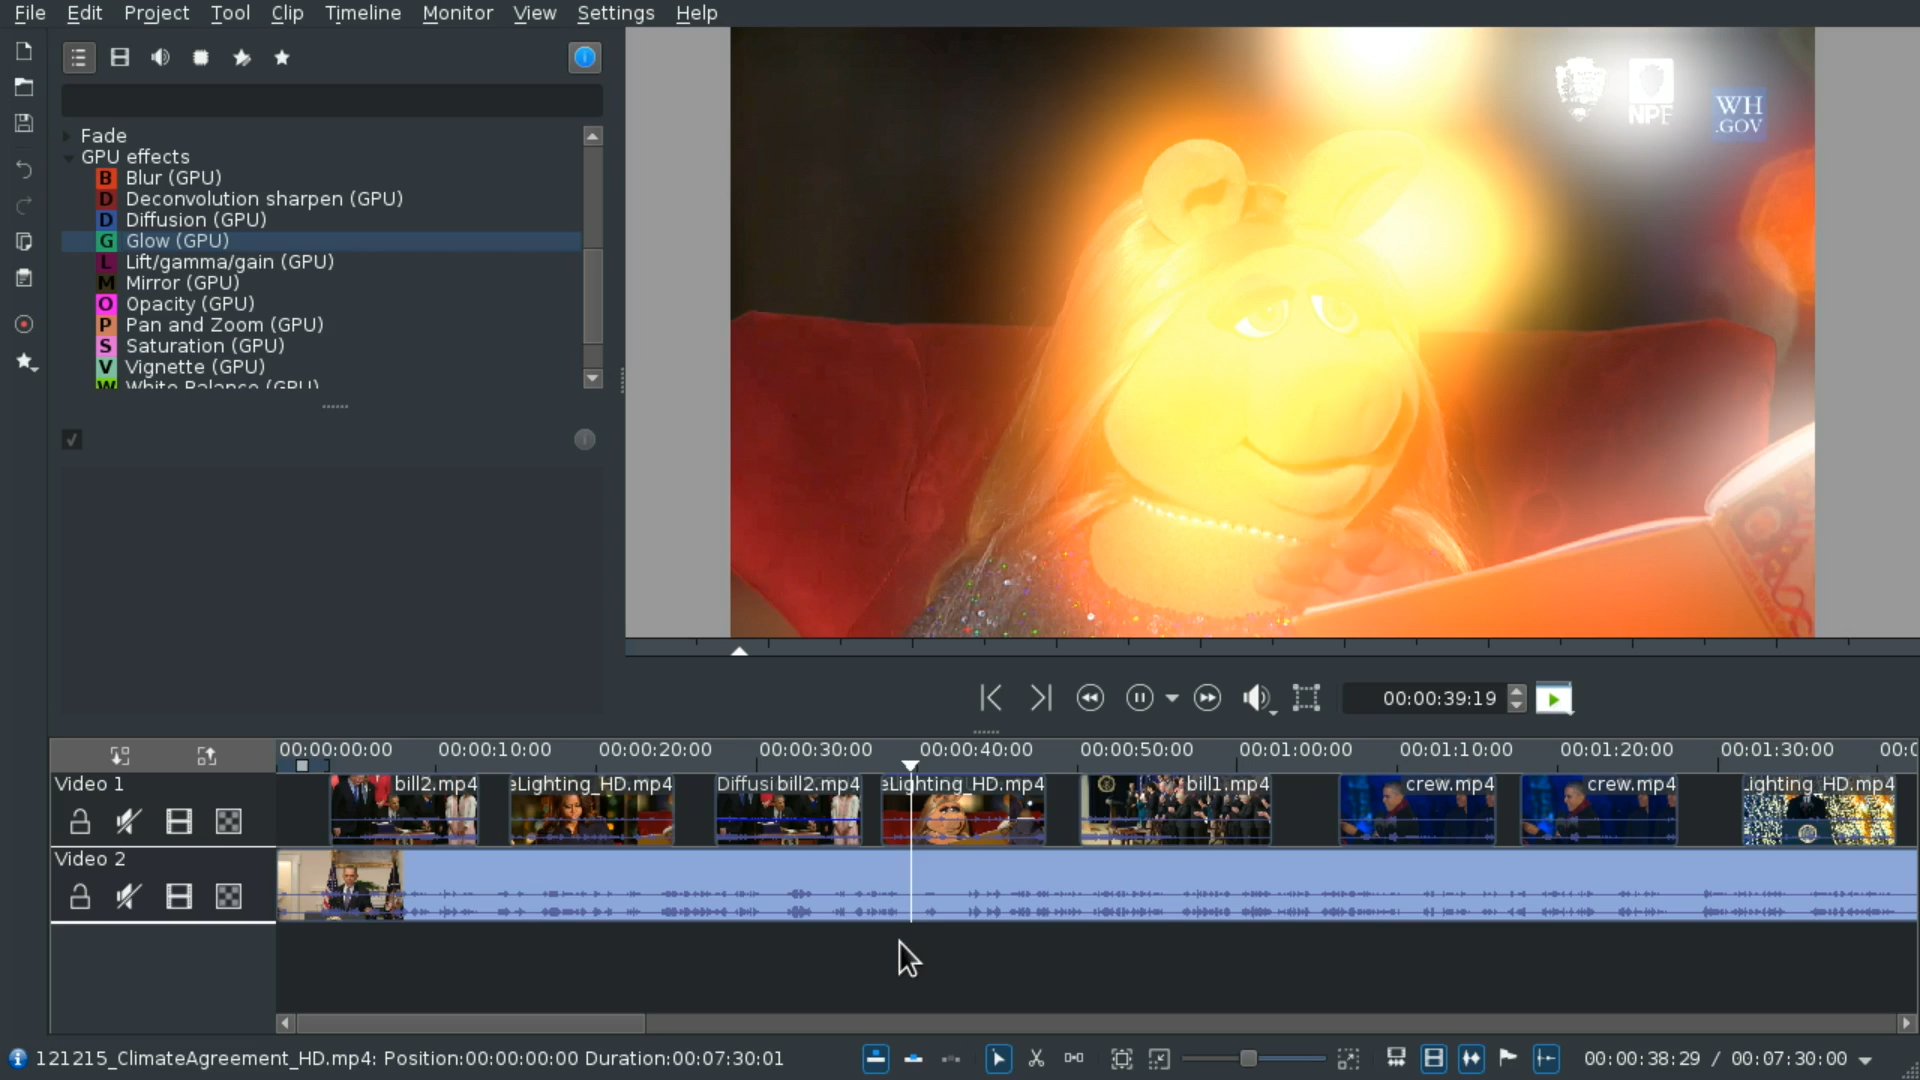 File Edit Project Tool Clip Timeline Monitor View Settings Help
Fade
GPU effects
B Blur (GPU)
D Deconvolution sharpen (GPU)
D Diffusion (GPU)
G Glow (GPU)
L Lift/gamma/gain (GPU)
M Mirror (GPU)
O Opacity (GPU)
P Pan and Zoom (GPU)
S Saturation (GPU)
V Vignette (GPU)
W White Balance (GPU)
NPF
WH
.GOV
00:00:39:19
00:00:00:00 00:00:10:00 00:00:20:00 00:00:30:00 00:00:40:00 00:00:50:00 00:01:00:00 00:01:10:00 00:01:20:00 00:01:30:00 00:0
Video 1
bill2.mp4 eLighting_HD.mp4 Diffusi bill2.mp4 eLighting_HD.mp4 bill1.mp4 crew.mp4 crew.mp4 Lighting_HD.mp4
Video 2
121215_ClimateAgreement_HD.mp4: Position:00:00:00:00 Duration:00:07:30:01
00:00:38:29 / 00:07:30:00